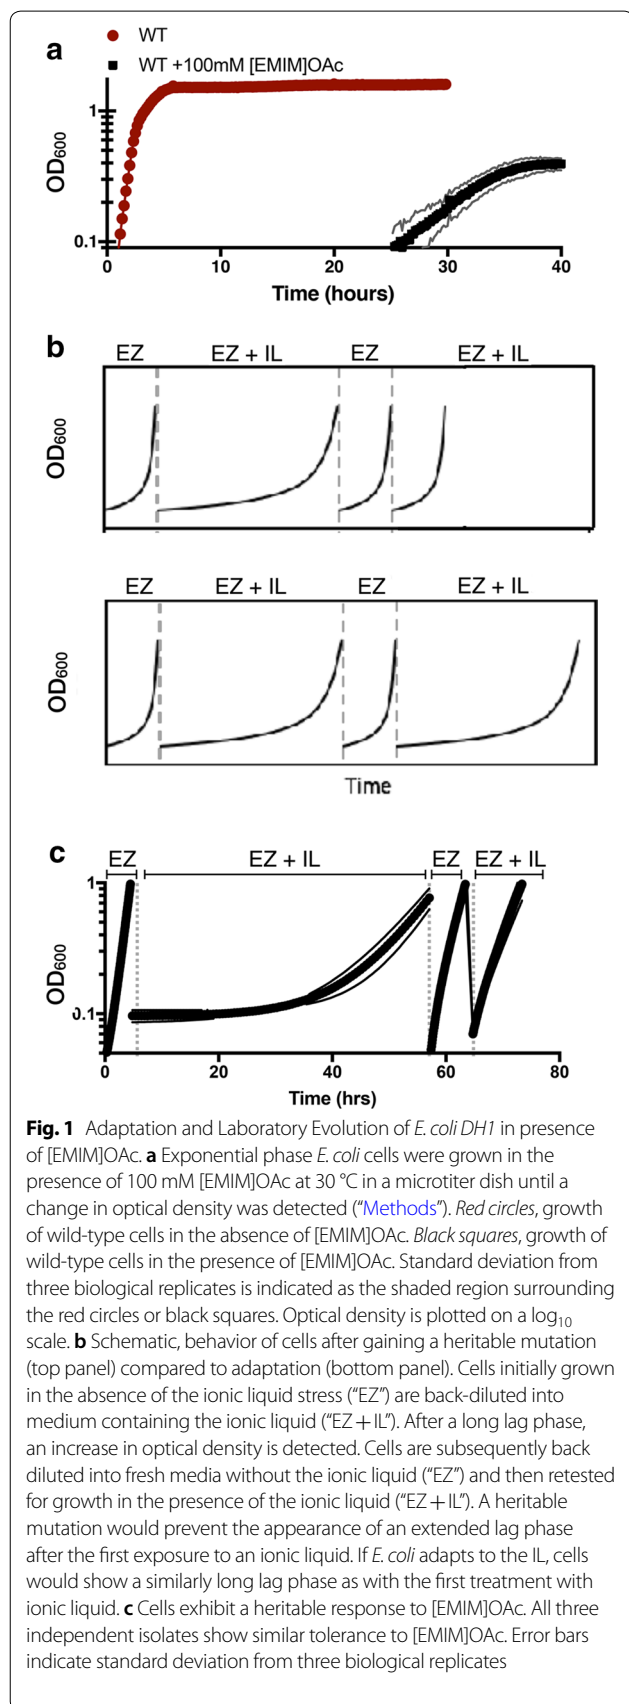 a
WT
WT +100mM [EMIM]OAc
OD600
1
0.1
0
10
20
30
40
Time (hours)
b
EZ
EZ + IL
EZ
EZ + IL
OD600
EZ
EZ + IL
EZ
EZ + IL
OD600
Time
c
EZ
EZ + IL
EZ
EZ + IL
OD600
1
0.1
0
20
40
60
80
Time (hrs)
Fig. 1 Adaptation and Laboratory Evolution of E. coli DH1 in presence
of [EMIM]OAc. a Exponential phase E. coli cells were grown in the
presence of 100 mM [EMIM]OAc at 30 °C in a microtiter dish until a
change in optical density was detected (“Methods”). Red circles, growth
of wild-type cells in the absence of [EMIM]OAc. Black squares, growth of
wild-type cells in the presence of [EMIM]OAc. Standard deviation from
three biological replicates is indicated as the shaded region surrounding
the red circles or black squares. Optical density is plotted on a log10
scale. b Schematic, behavior of cells after gaining a heritable mutation
(top panel) compared to adaptation (bottom panel). Cells initially grown
in the absence of the ionic liquid stress (“EZ”) are back-diluted into
medium containing the ionic liquid (“EZ + IL”). After a long lag phase,
an increase in optical density is detected. Cells are subsequently back
diluted into fresh media without the ionic liquid (“EZ”) and then retested
for growth in the presence of the ionic liquid (“EZ + IL”). A heritable
mutation would prevent the appearance of an extended lag phase
after the first exposure to an ionic liquid. If E. coli adapts to the IL, cells
would show a similarly long lag phase as with the first treatment with
ionic liquid. c Cells exhibit a heritable response to [EMIM]OAc. All three
independent isolates show similar tolerance to [EMIM]OAc. Error bars
indicate standard deviation from three biological replicates